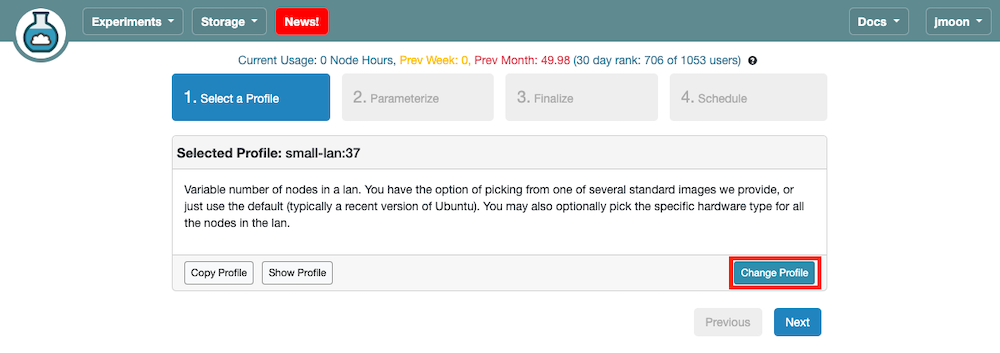 Experiments Storage News! Docs jmoon
Current Usage: 0 Node Hours, Prev Week: 0, Prev Month: 49.98 (30 day rank: 706 of 1053 users)
1. Select a Profile 2. Parameterize 3. Finalize 4. Schedule
Selected Profile: small-lan:37
Variable number of nodes in a lan. You have the option of picking from one of several standard images we provide, or
just use the default (typically a recent version of Ubuntu). You may also optionally pick the specific hardware type for all
the nodes in the lan.
Copy Profile Show Profile Change Profile
Previous Next